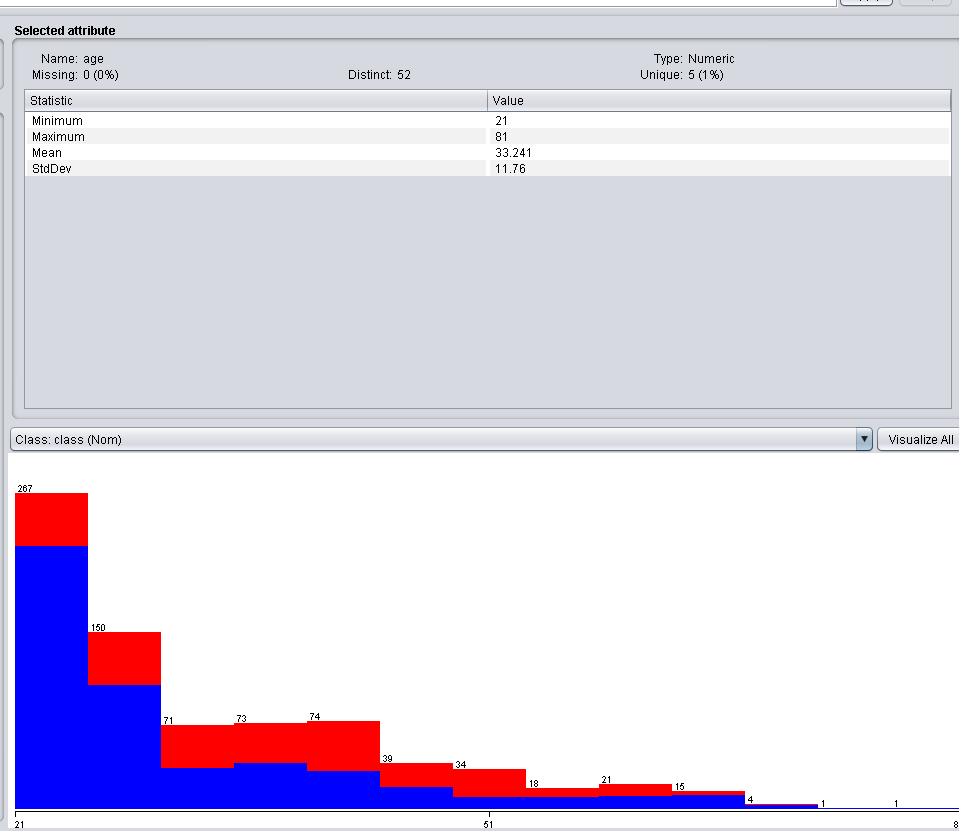 Selected attribute
Name: age Type: Numeric
Missing: 0 (0%) Distinct: 52 Unique: 5 (1%)
Statistic Value
Minimum 21
Maximum 81
Mean 33.241
StdDev 11.76
Class: class (Nom) Visualize All
267
150
71 73 74
39 34
18 21 15
4 1 1
21 51